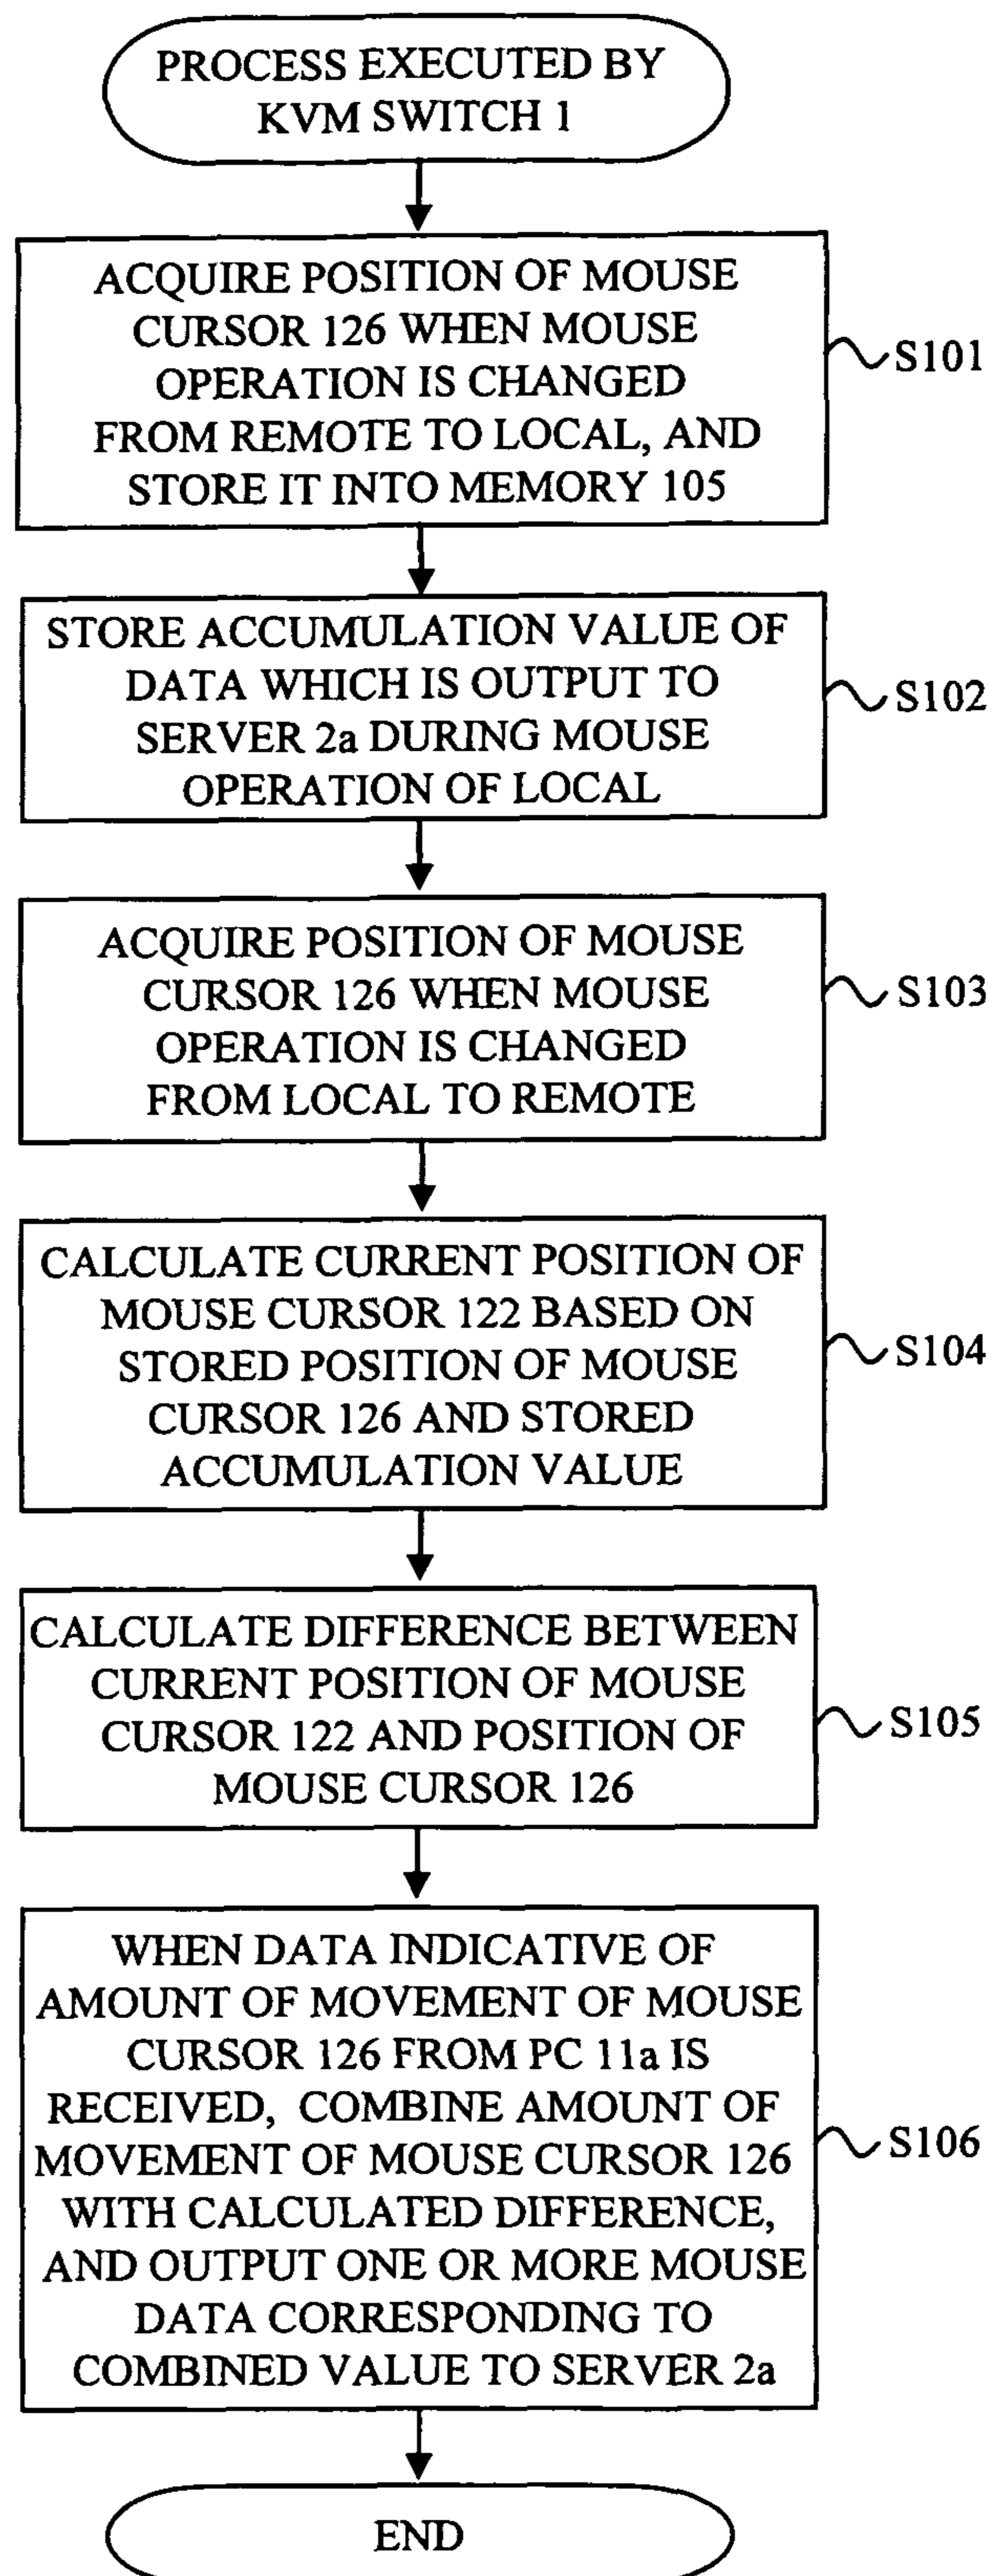 PROCESS EXECUTED BY
KVM SWITCH 1
ACQUIRE POSITION OF MOUSE
CURSOR 126 WHEN MOUSE
OPERATION IS CHANGED
FROM REMOTE TO LOCAL, AND
STORE IT INTO MEMORY 105
S101
STORE ACCUMULATION VALUE OF
DATA WHICH IS OUTPUT TO
SERVER 2a DURING MOUSE
OPERATION OF LOCAL
S102
ACQUIRE POSITION OF MOUSE
CURSOR 126 WHEN MOUSE
OPERATION IS CHANGED
FROM LOCAL TO REMOTE
S103
CALCULATE CURRENT POSITION OF
MOUSE CURSOR 122 BASED ON
STORED POSITION OF MOUSE
CURSOR 126 AND STORED
ACCUMULATION VALUE
S104
CALCULATE DIFFERENCE BETWEEN
CURRENT POSITION OF MOUSE
CURSOR 122 AND POSITION OF
MOUSE CURSOR 126
S105
WHEN DATA INDICATIVE OF
AMOUNT OF MOVEMENT OF MOUSE
CURSOR 126 FROM PC 11a IS
RECEIVED, COMBINE AMOUNT OF
MOVEMENT OF MOUSE CURSOR 126
WITH CALCULATED DIFFERENCE,
AND OUTPUT ONE OR MORE MOUSE
DATA CORRESPONDING TO
COMBINED VALUE TO SERVER 2a
S106
END